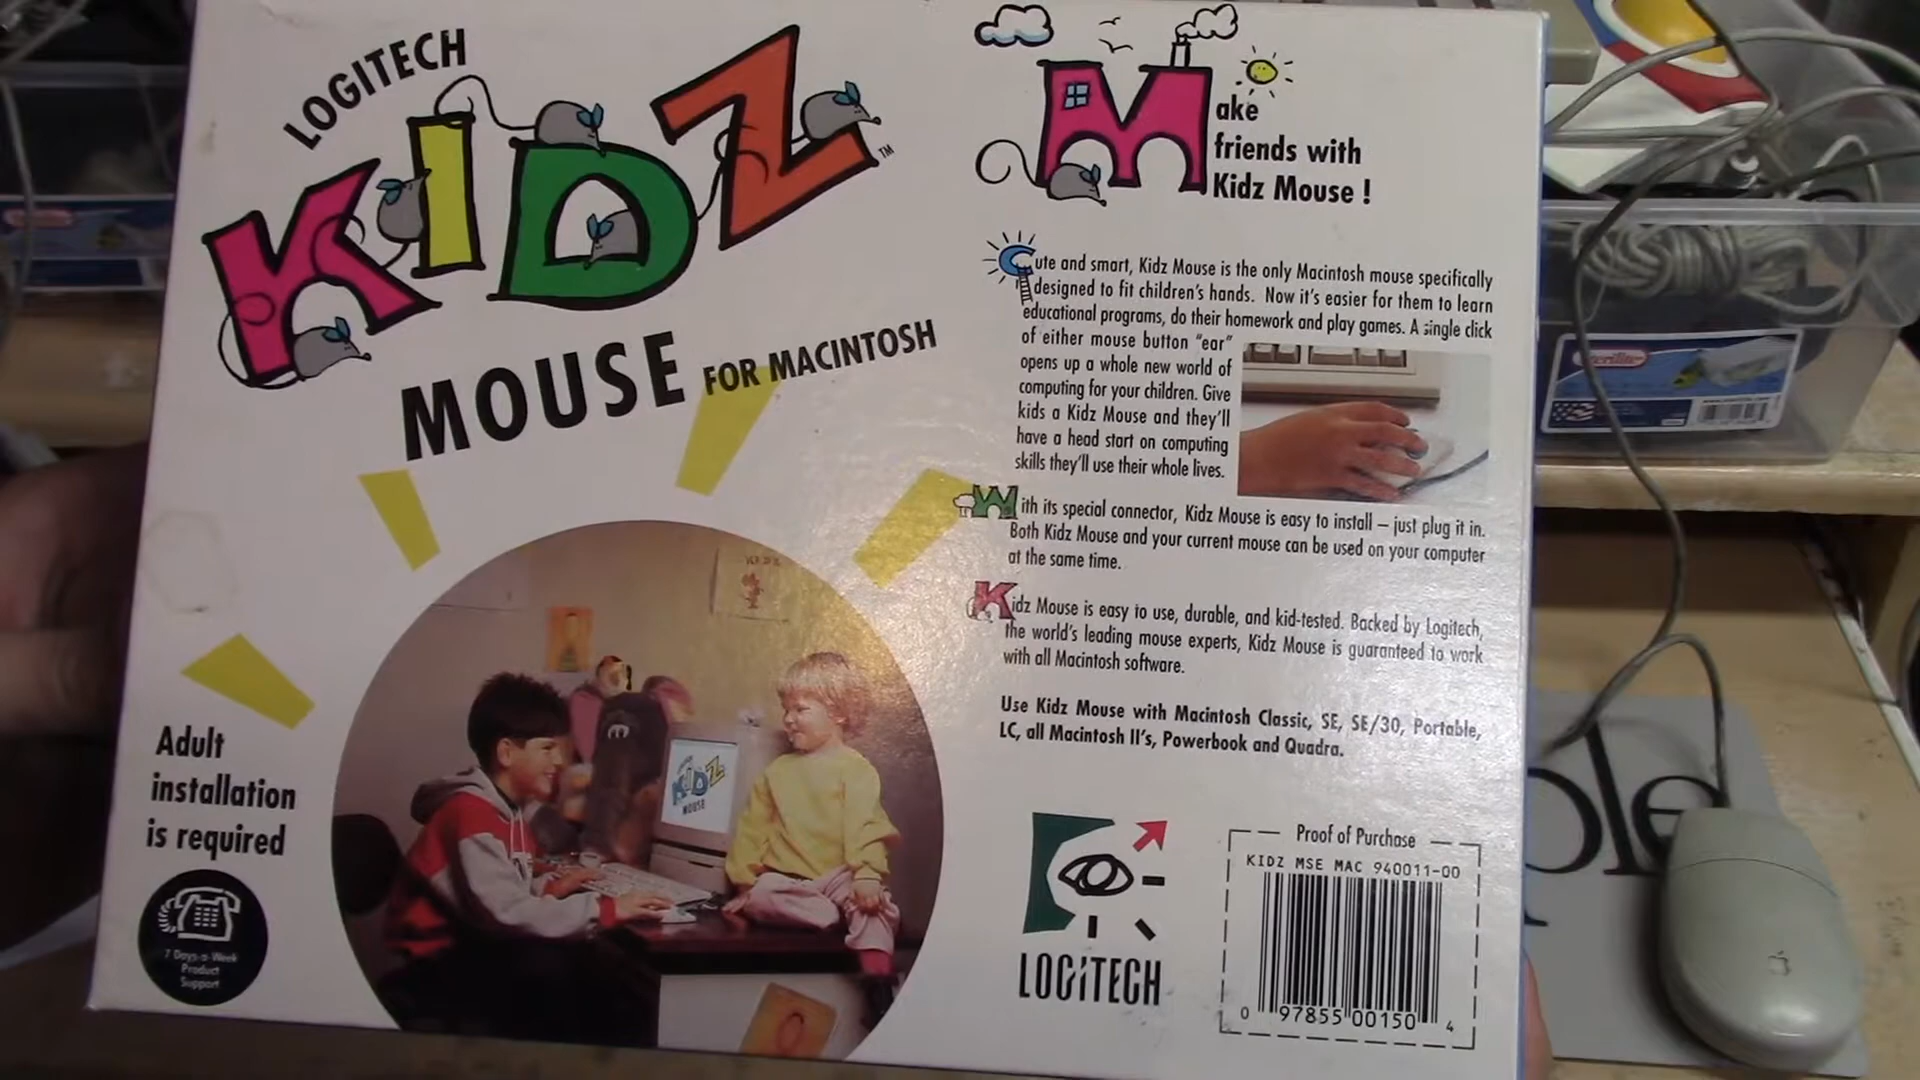 LOGITECH
KIDZ™
MOUSE FOR MACINTOSH
Make
friends with
Kidz Mouse !
Cute and smart, Kidz Mouse is the only Macintosh mouse specifically
designed to fit children's hands. Now it's easier for them to learn
educational programs, do their homework and play games. A single click
of either mouse button "ear"
opens up a whole new world of
computing for your children. Give
kids a Kidz Mouse and they'll
have a head start on computing
skills they'll use their whole lives.
With its special connector, Kidz Mouse is easy to install – just plug it in.
Both Kidz Mouse and your current mouse can be used on your computer
at the same time.
Kidz Mouse is easy to use, durable, and kid-tested. Backed by Logitech,
the world's leading mouse experts, Kidz Mouse is guaranteed to work
with all Macintosh software.
Use Kidz Mouse with Macintosh Classic, SE, SE/30, Portable,
LC, all Macintosh II's, Powerbook and Quadra.
Adult
installation
is required
7 Days-a-Week
Product
Support
KIDZ
MOUSE
LOGITECH
Proof of Purchase
KIDZ MSE MAC 940011-00
0 97855 00150 4
sterilite
ple